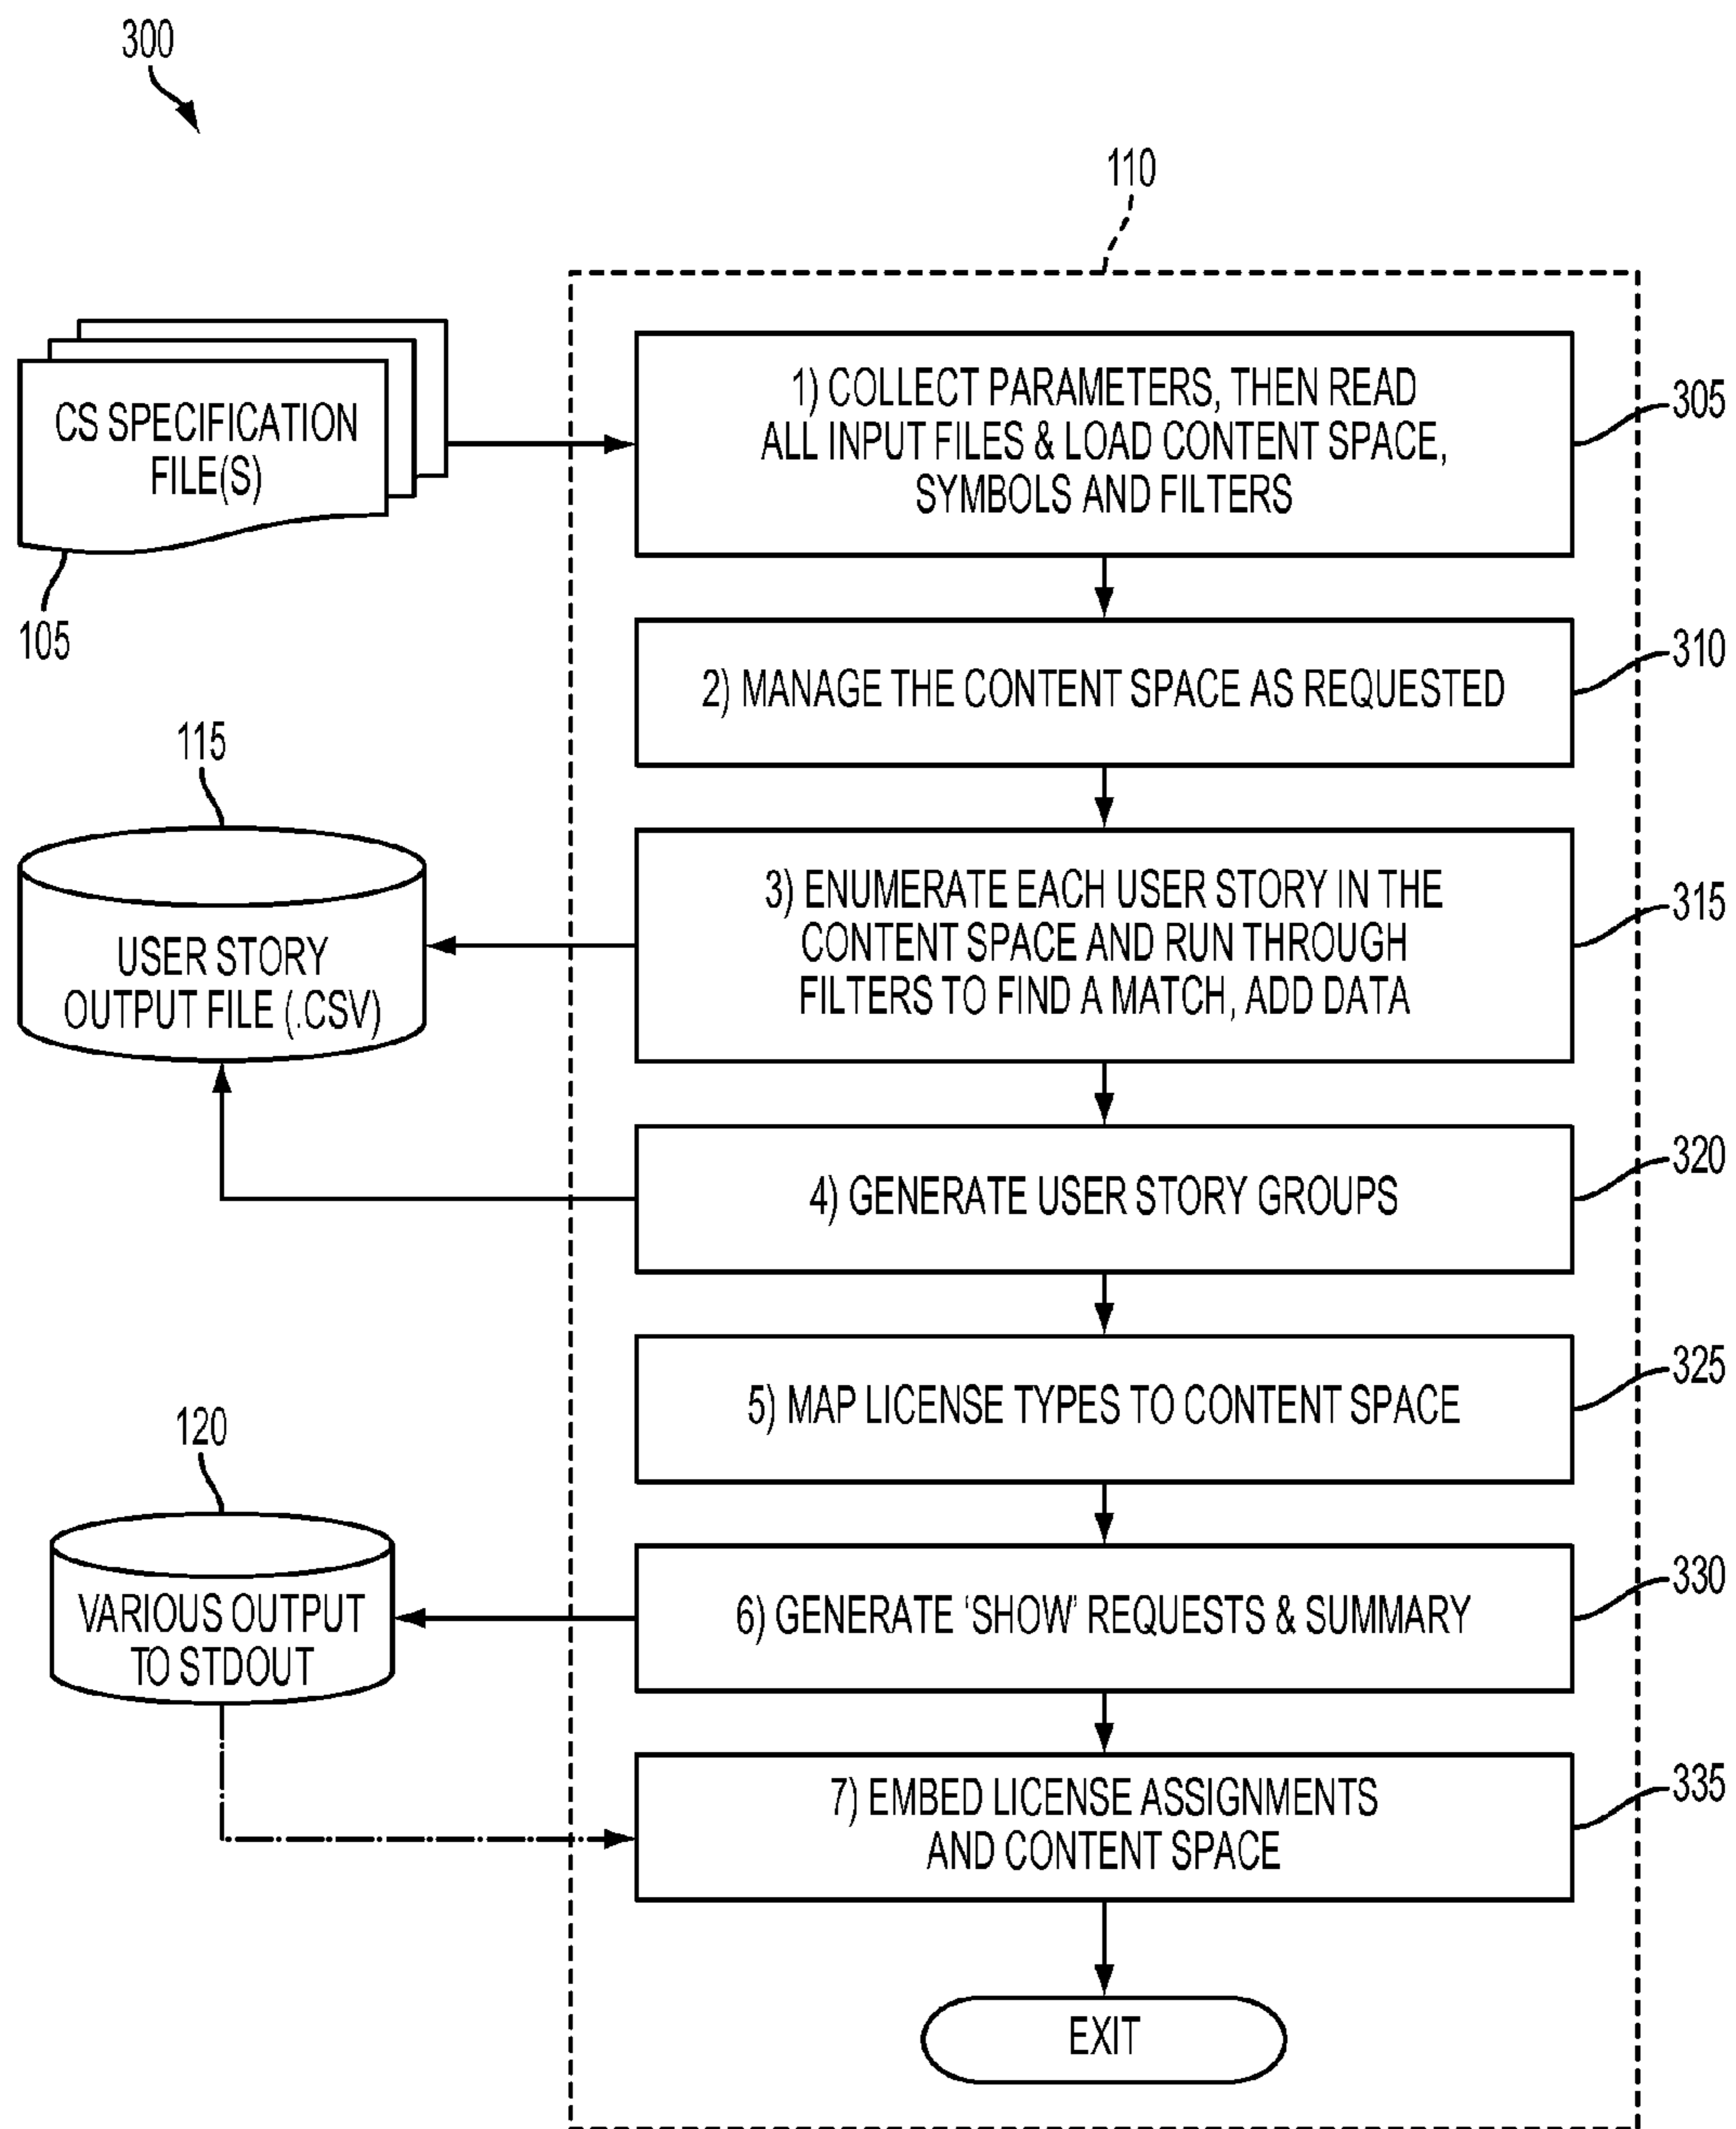 300
110
CS SPECIFICATION
FILE(S)
105
1) COLLECT PARAMETERS, THEN READ
ALL INPUT FILES & LOAD CONTENT SPACE,
SYMBOLS AND FILTERS
305
2) MANAGE THE CONTENT SPACE AS REQUESTED
310
115
USER STORY
OUTPUT FILE (.CSV)
3) ENUMERATE EACH USER STORY IN THE
CONTENT SPACE AND RUN THROUGH
FILTERS TO FIND A MATCH, ADD DATA
315
4) GENERATE USER STORY GROUPS
320
5) MAP LICENSE TYPES TO CONTENT SPACE
325
120
VARIOUS OUTPUT
TO STDOUT
6) GENERATE ‘SHOW’ REQUESTS & SUMMARY
330
7) EMBED LICENSE ASSIGNMENTS
AND CONTENT SPACE
335
EXIT